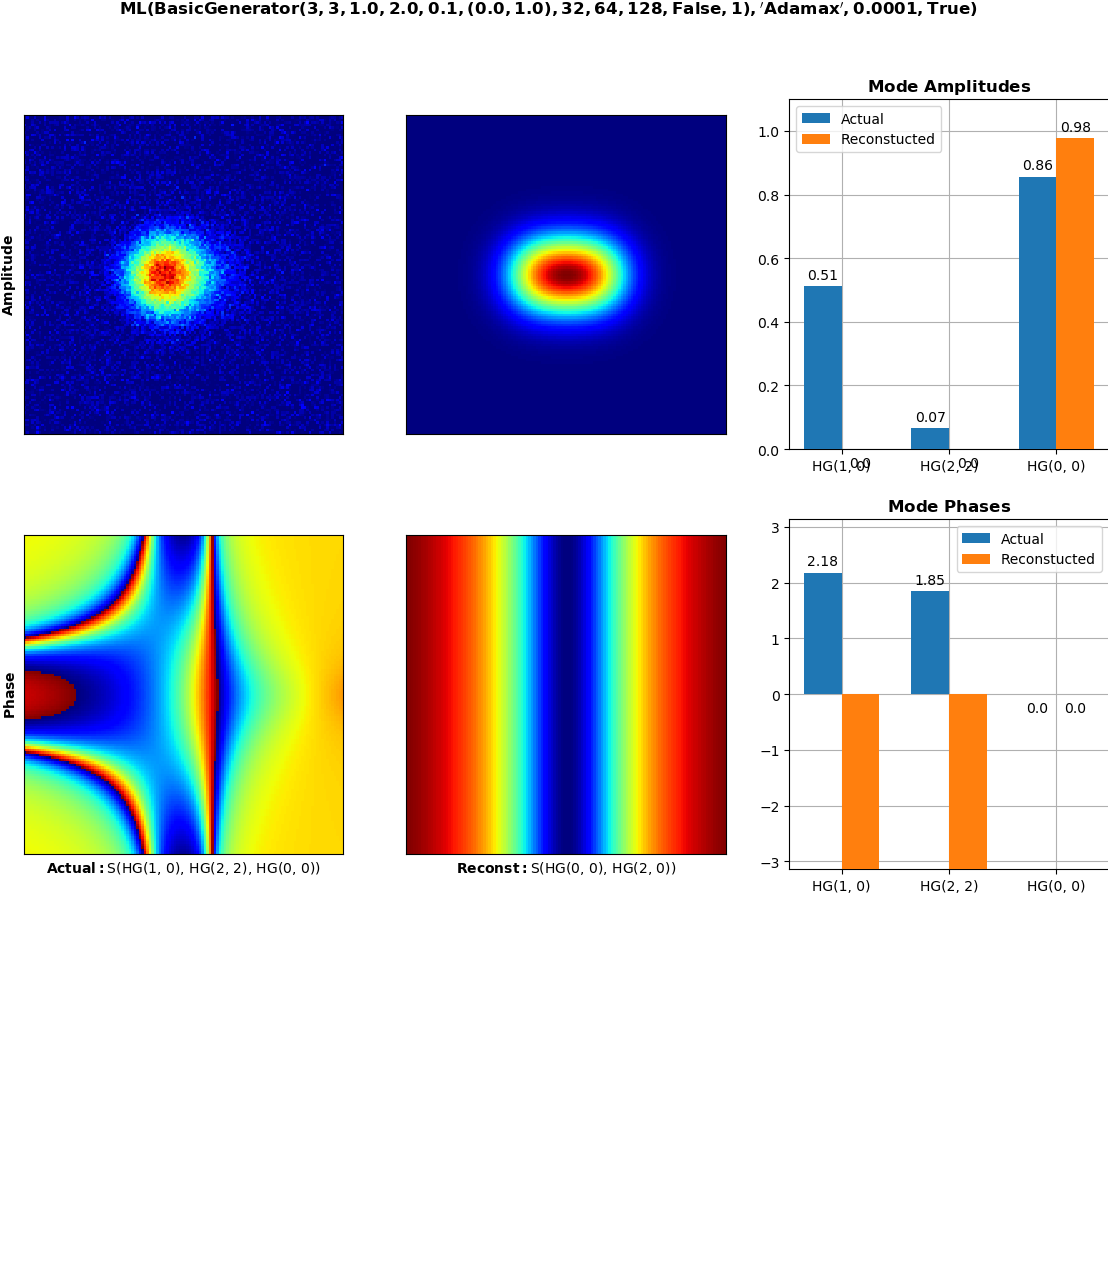 ML(BasicGenerator(3, 3, 1.0, 2.0, 0.1, (0.0, 1.0), 32, 64, 128, False, 1), ′Adamax′, 0.0001, True)
Amplitude
Mode Amplitudes
Actual
Reconstucted
1.0
0.8
0.6
0.4
0.2
0.0
0.51
0.0
0.07
0.0
0.86
0.98
HG(1, 0)
HG(2, 2)
HG(0, 0)
Phase
Actual: S(HG(1, 0), HG(2, 2), HG(0, 0))
Reconst: S(HG(0, 0), HG(2, 0))
Mode Phases
Actual
Reconstucted
3
2
1
0
−1
−2
−3
2.18
1.85
0.0
0.0
HG(1, 0)
HG(2, 2)
HG(0, 0)